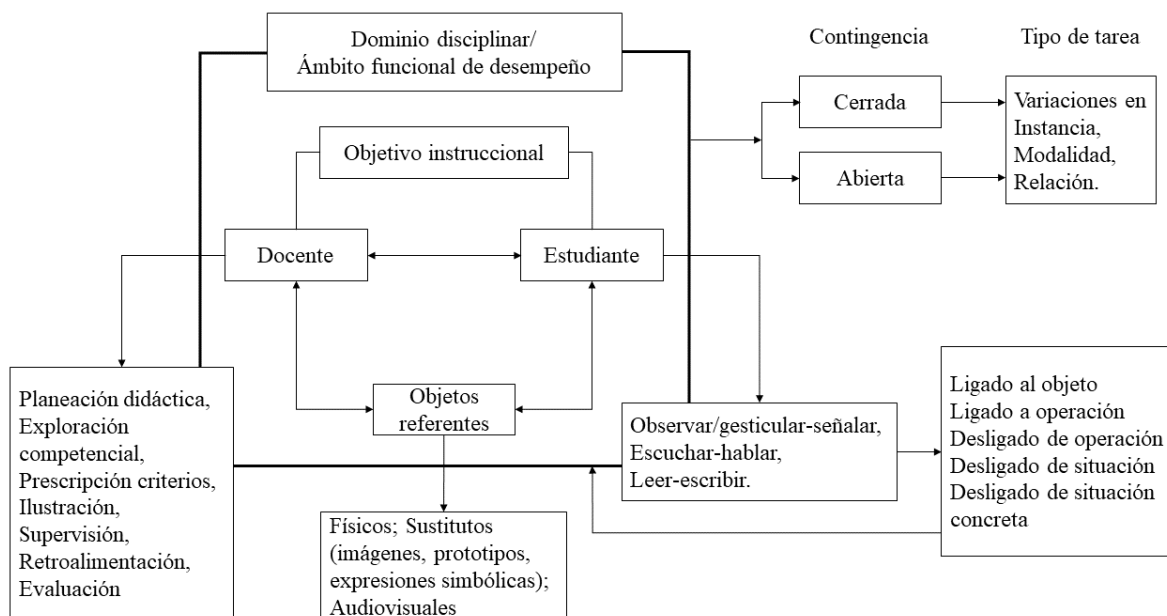 Dominio disciplinar/
Ámbito funcional de desempeño
Contingencia
Tipo de tarea
Cerrada
Abierta
Variaciones en
Instancia,
Modalidad,
Relación.
Objetivo instruccional
Docente
Estudiante
Objetos
referentes
Planeación didáctica,
Exploración
competencial,
Prescripción criterios,
Ilustración,
Supervisión,
Retroalimentación,
Evaluación
Físicos; Sustitutos
(imágenes, prototipos,
expresiones simbólicas);
Audiovisuales
Observar/gesticular-señalar,
Escuchar-hablar,
Leer-escribir.
Ligado al objeto
Ligado a operación
Desligado de operación
Desligado de situación
Desligado de situación
concreta